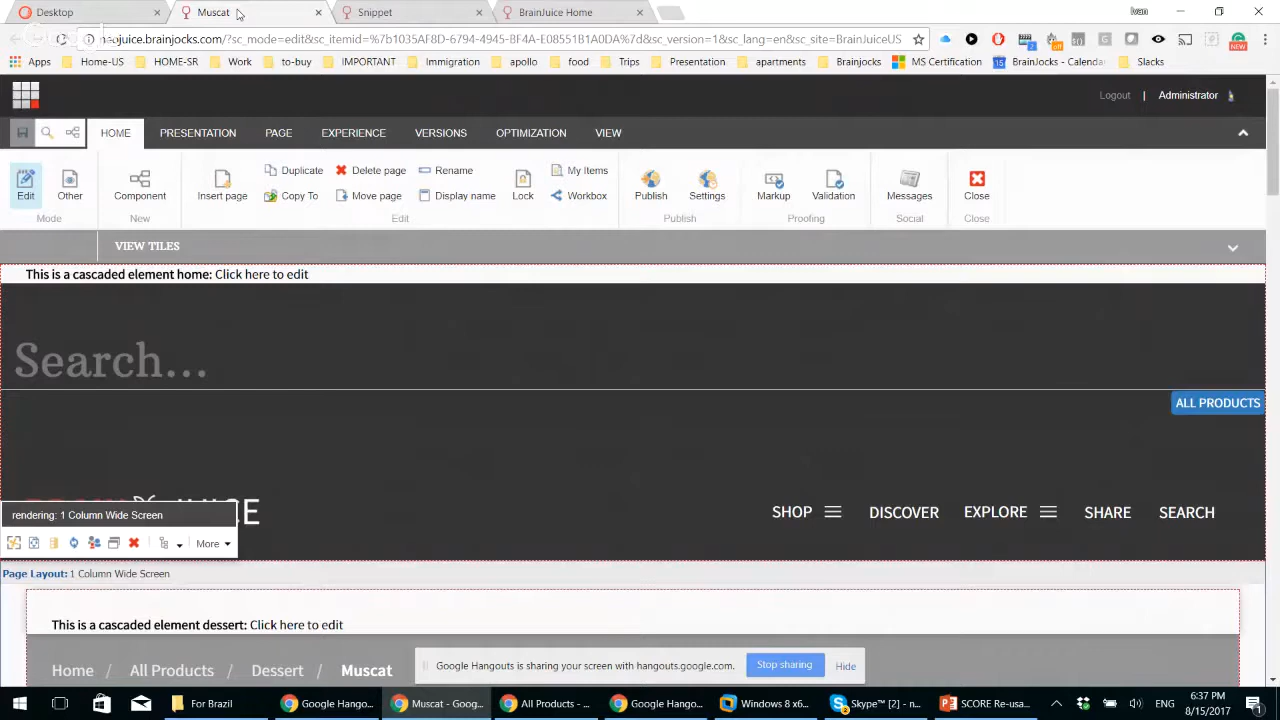 Desktop
Muscat
Snippet
BrainJuice Home
Ivan
juice.brainjocks.com/?sc_mode=edit&sc_itemid=%7b1035AF8D-6794-4945-BF4A-E08551B1A0DA%7d&sc_version=1&sc_lang=en&sc_site=BrainJuiceUS
Apps Home-US HOME-SR Work to-buy IMPORTANT Immigration apollo food Trips Presentation apartments Brainjocks MS Certification BrainJocks - Calenda Slacks
Logout | Administrator
HOME PRESENTATION PAGE EXPERIENCE VERSIONS OPTIMIZATION VIEW
Duplicate Delete page Rename My Items
Edit Other Component Insert page Copy To Move page Display name Lock Workbox Publish Settings Markup Validation Messages Close
Mode New Edit Publish Proofing Social Close
VIEW TILES
This is a cascaded element home: Click here to edit
Search...
ALL PRODUCTS
SHOP DISCOVER EXPLORE SHARE SEARCH
rendering: 1 Column Wide Screen
More
Page Layout: 1 Column Wide Screen
This is a cascaded element dessert: Click here to edit
Home / All Products / Dessert / Muscat
Google Hangouts is sharing your screen with hangouts.google.com. Stop sharing Hide
For Brazil Google Hango... Muscat - Goog... All Products - ... Google Hango... Windows 8 x6... Skype™ [2] - n... SCORE Re-usa...
6:37 PM
8/15/2017